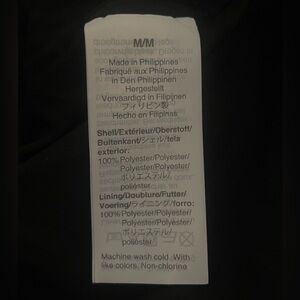 M/M
Made in Philippines
Fabriqué aux Philippines
in Den Philippinen
Hergestellt
Vervaardigd in Filipijnen
フィリピン製
Hecho en Filipinas
Shell/Extérieur/Oberstoff/
Buitenkant/シェル/tela
exterior:
100% Polyester/Polyester/
Polyester/Polyester/
ポリエステル/
poliéster
Lining/Doublure/Futter/
Voering/ライニング/forro:
100% Polyester/Polyester/
Polyester/Polyester/
ポリエステル/
poliéster
Machine wash cold. With
like colors. Non-chlorine